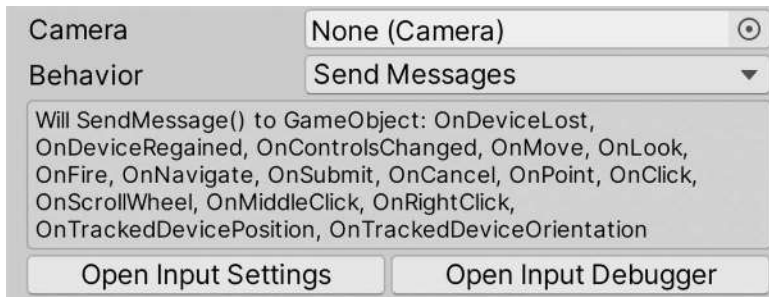 Camera None (Camera)
Behavior Send Messages
Will SendMessage() to GameObject: OnDeviceLost,
OnDeviceRegained, OnControlsChanged, OnMove, OnLook,
OnFire, OnNavigate, OnSubmit, OnCancel, OnPoint, OnClick,
OnScrollWheel, OnMiddleClick, OnRightClick,
OnTrackedDevicePosition, OnTrackedDeviceOrientation
Open Input Settings Open Input Debugger